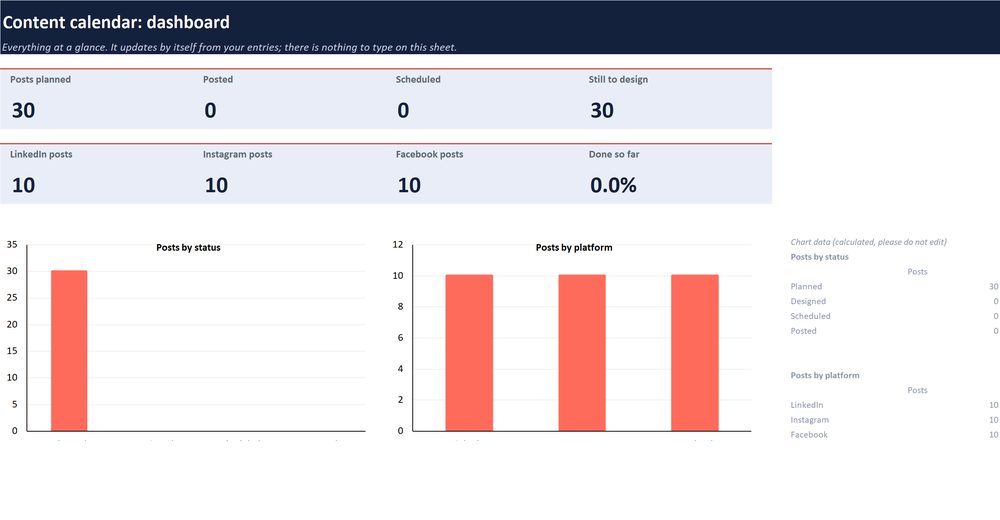 Content calendar: dashboard
Everything at a glance. It updates by itself from your entries; there is nothing to type on this sheet.
Posts planned Posted Scheduled Still to design
30 0 0 30
LinkedIn posts Instagram posts Facebook posts Done so far
10 10 10 0.0%
Posts by status
35
30
25
20
15
10
5
0
Posts by platform
12
10
8
6
4
2
0
Chart data (calculated, please do not edit)
Posts by status
Posts
Planned 30
Designed 0
Scheduled 0
Posted 0
Posts by platform
Posts
LinkedIn 10
Instagram 10
Facebook 10